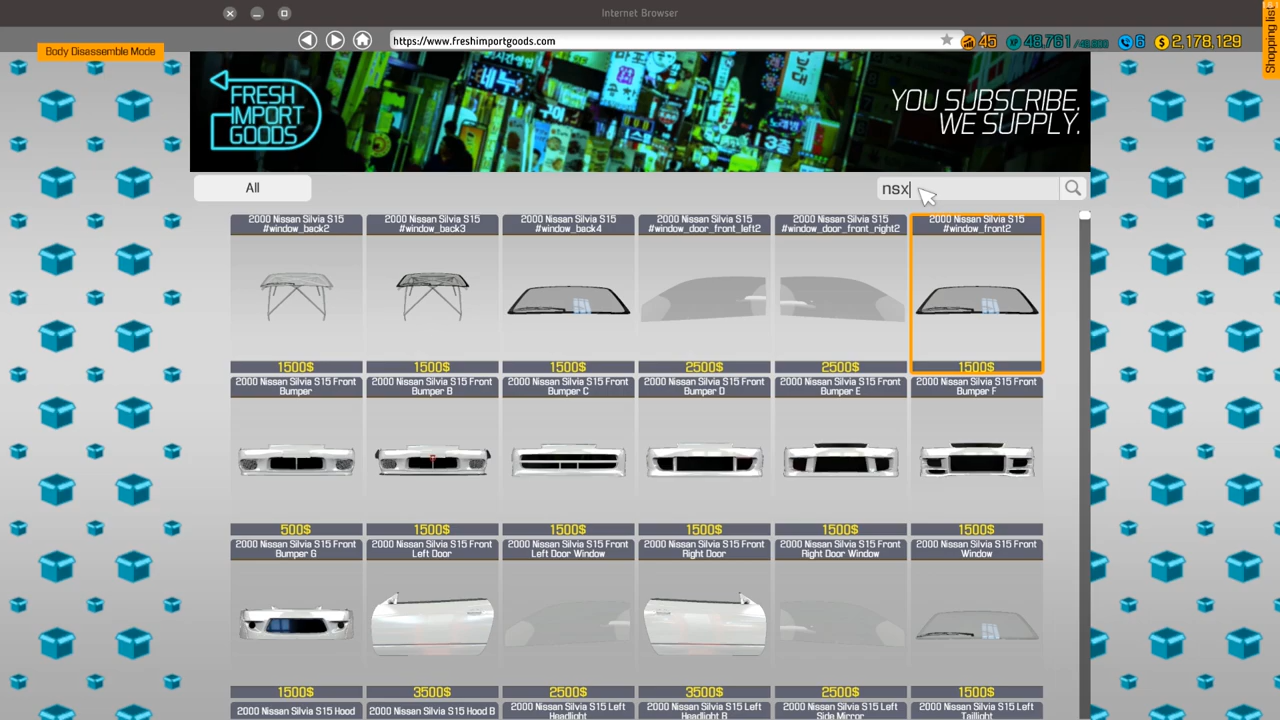 Internet Browser
Body Disassemble Mode
https://www.freshimportgoods.com
45
48,761
6
2,178,129
Shopping list
FRESH
IMPORT
GOODS
YOU SUBSCRIBE.
WE SUPPLY.
All
nsx
2000 Nissan Silvia S15
#window_back2
2000 Nissan Silvia S15
#window_back3
2000 Nissan Silvia S15
#window_back4
2000 Nissan Silvia S15
#window_door_front_left2
2000 Nissan Silvia S15
#window_door_front_right2
2000 Nissan Silvia S15
#window_front2
1500$
1500$
1500$
2500$
2500$
1500$
2000 Nissan Silvia S15 Front
Bumper
2000 Nissan Silvia S15 Front
Bumper B
2000 Nissan Silvia S15 Front
Bumper C
2000 Nissan Silvia S15 Front
Bumper D
2000 Nissan Silvia S15 Front
Bumper E
2000 Nissan Silvia S15 Front
Bumper F
500$
1500$
1500$
1500$
1500$
1500$
2000 Nissan Silvia S15 Front
Bumper G
2000 Nissan Silvia S15 Front
Left Door
2000 Nissan Silvia S15 Front
Left Door Window
2000 Nissan Silvia S15 Front
Right Door
2000 Nissan Silvia S15 Front
Right Door Window
2000 Nissan Silvia S15 Front
Window
1500$
3500$
2500$
3500$
2500$
1500$
2000 Nissan Silvia S15 Hood
2000 Nissan Silvia S15 Hood B
2000 Nissan Silvia S15 Left
Headlight
2000 Nissan Silvia S15 Left
Headlight B
2000 Nissan Silvia S15 Left
Side Mirror
2000 Nissan Silvia S15 Left
Taillight